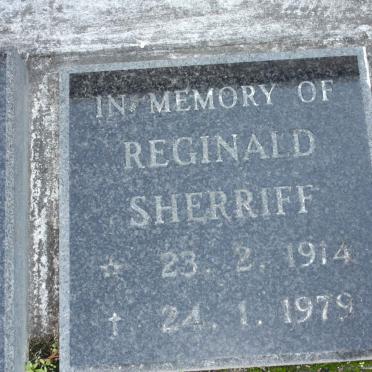 IN MEMORY OF
REGINALD
SHERRIFF
☆ 23. 2. 1914
† 24. 1. 1979